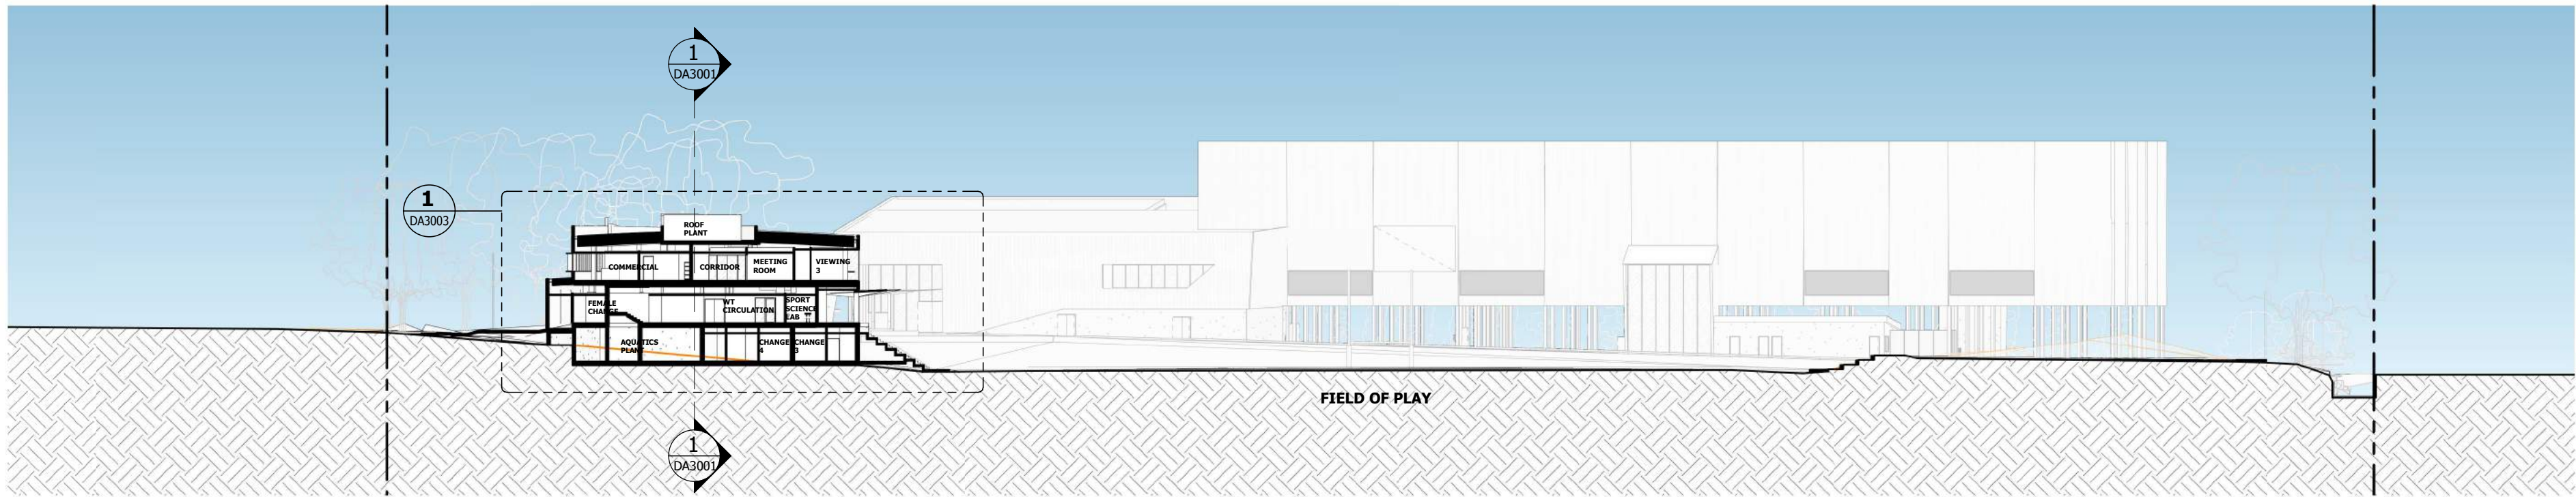 1
DA3001
1
DA3003
ROOF
PLANT
COMMERCIAL
CORRIDOR
MEETING
ROOM
VIEWING
3
FEMALE
CHANGE
WT
CIRCULATION
SPORT
SCIENCE
LAB
AQUATICS
PLANT
CHANGE
4
CHANGE
3
FIELD OF PLAY
1
DA3001